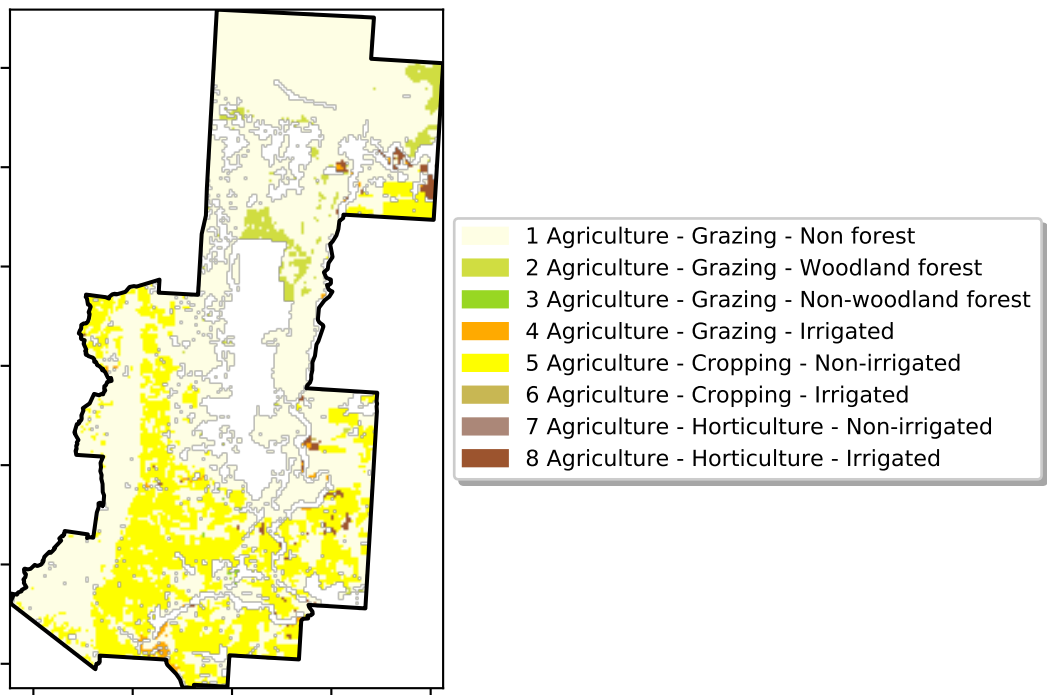 1 Agriculture - Grazing - Non forest
2 Agriculture - Grazing - Woodland forest
3 Agriculture - Grazing - Non-woodland forest
4 Agriculture - Grazing - Irrigated
5 Agriculture - Cropping - Non-irrigated
6 Agriculture - Cropping - Irrigated
7 Agriculture - Horticulture - Non-irrigated
8 Agriculture - Horticulture - Irrigated